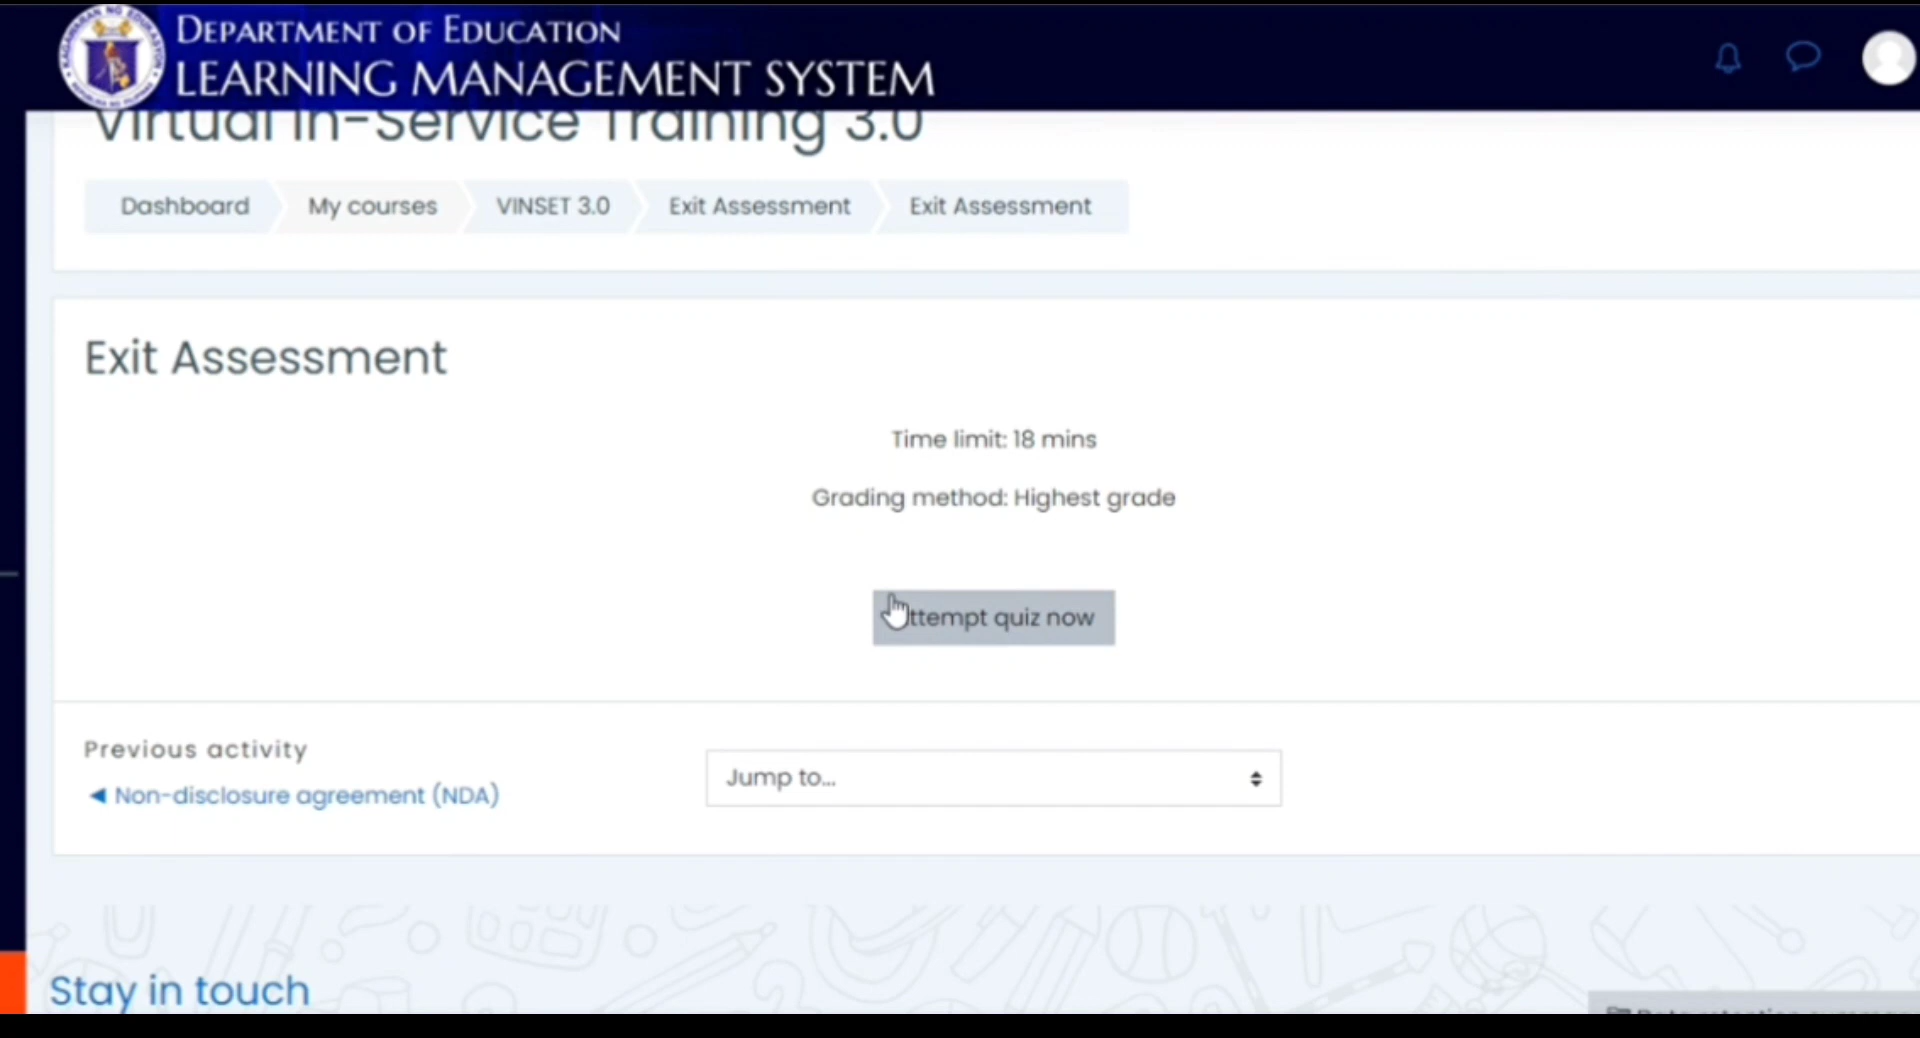 DEPARTMENT OF EDUCATION
LEARNING MANAGEMENT SYSTEM
Virtual In-Service Training 3.0
Dashboard
My courses
VINSET 3.0
Exit Assessment
Exit Assessment
Exit Assessment
Time limit: 18 mins
Grading method: Highest grade
ttempt quiz now
Previous activity
◄ Non-disclosure agreement (NDA)
Jump to...
Stay in touch